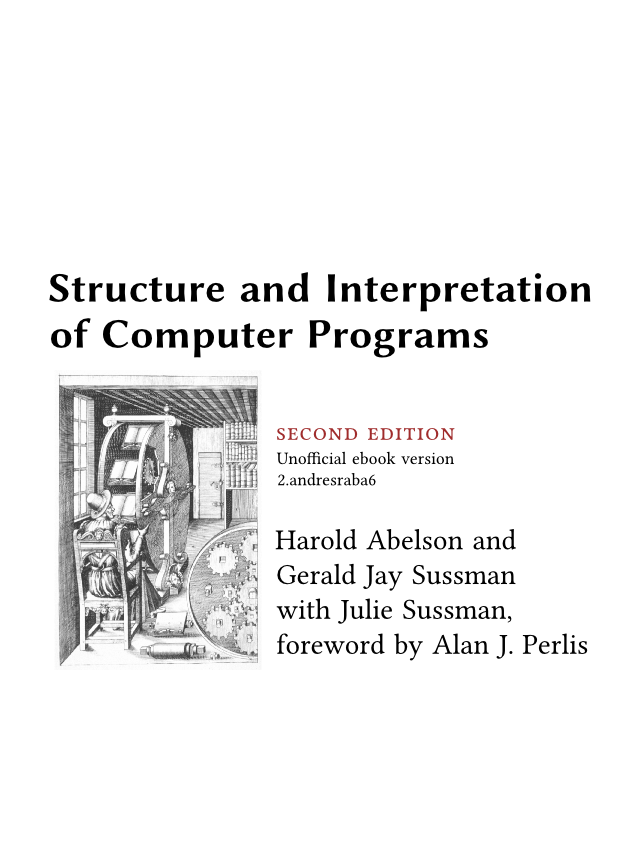 Structure and Interpretation
of Computer Programs
SECOND EDITION
Unofficial ebook version
2.andresraba6
Harold Abelson and
Gerald Jay Sussman
with Julie Sussman,
foreword by Alan J. Perlis